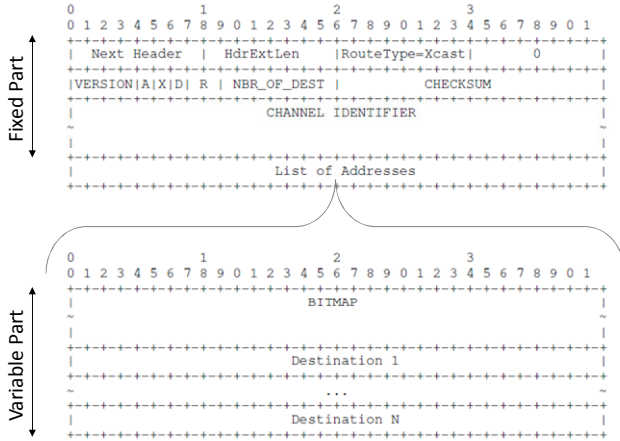 Fixed Part
0 1 2 3
0 1 2 3 4 5 6 7 8 9 0 1 2 3 4 5 6 7 8 9 0 1 2 3 4 5 6 7 8 9 0 1
+-+-+-+-+-+-+-+-+-+-+-+-+-+-+-+-+-+-+-+-+-+-+-+-+-+-+-+-+-+-+-+-+
| Next Header | HdrExtLen |RouteType=Xcast| 0 |
+-+-+-+-+-+-+-+-+-+-+-+-+-+-+-+-+-+-+-+-+-+-+-+-+-+-+-+-+-+-+-+-+
|VERSION|A|X|D| R | NBR_OF_DEST | CHECKSUM |
+-+-+-+-+-+-+-+-+-+-+-+-+-+-+-+-+-+-+-+-+-+-+-+-+-+-+-+-+-+-+-+-+
| CHANNEL IDENTIFIER |
~ ~
| |
+-+-+-+-+-+-+-+-+-+-+-+-+-+-+-+-+-+-+-+-+-+-+-+-+-+-+-+-+-+-+-+-+
| List of Addresses |
+-+-+-+-+-+-+-+-+-+-+-+-+-+-+-+-+-+-+-+-+-+-+-+-+-+-+-+-+-+-+-+-+
Variable Part
0 1 2 3
0 1 2 3 4 5 6 7 8 9 0 1 2 3 4 5 6 7 8 9 0 1 2 3 4 5 6 7 8 9 0 1
+-+-+-+-+-+-+-+-+-+-+-+-+-+-+-+-+-+-+-+-+-+-+-+-+-+-+-+-+-+-+-+-+
| BITMAP |
~ ~
| |
+-+-+-+-+-+-+-+-+-+-+-+-+-+-+-+-+-+-+-+-+-+-+-+-+-+-+-+-+-+-+-+-+
| Destination 1 |
+-+-+-+-+-+-+-+-+-+-+-+-+-+-+-+-+-+-+-+-+-+-+-+-+-+-+-+-+-+-+-+-+
~ ... ~
+-+-+-+-+-+-+-+-+-+-+-+-+-+-+-+-+-+-+-+-+-+-+-+-+-+-+-+-+-+-+-+-+
| Destination N |
+-+-+-+-+-+-+-+-+-+-+-+-+-+-+-+-+-+-+-+-+-+-+-+-+-+-+-+-+-+-+-+-+